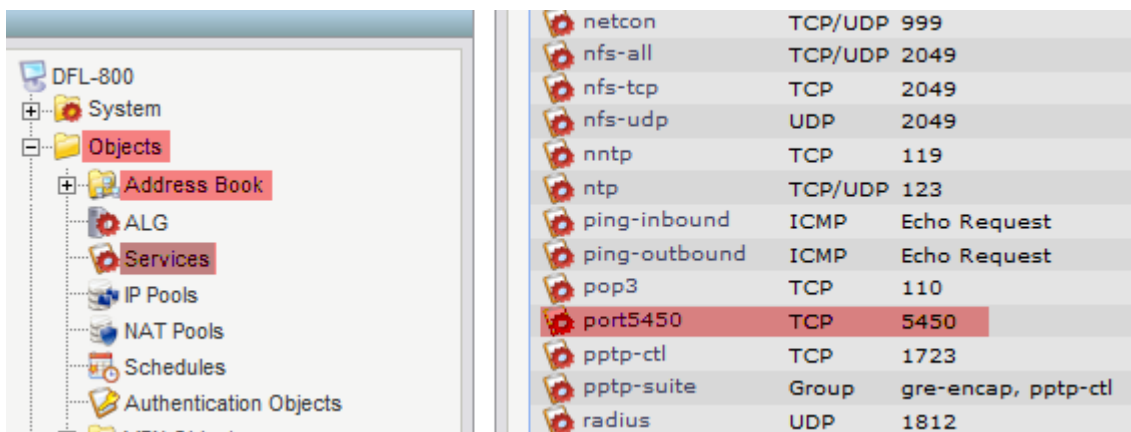 DFL-800
System
Objects
Address Book
ALG
Services
IP Pools
NAT Pools
Schedules
Authentication Objects
netcon TCP/UDP 999
nfs-all TCP/UDP 2049
nfs-tcp TCP 2049
nfs-udp UDP 2049
nntp TCP 119
ntp TCP/UDP 123
ping-inbound ICMP Echo Request
ping-outbound ICMP Echo Request
pop3 TCP 110
port5450 TCP 5450
pptp-ctl TCP 1723
pptp-suite Group gre-encap, pptp-ctl
radius UDP 1812